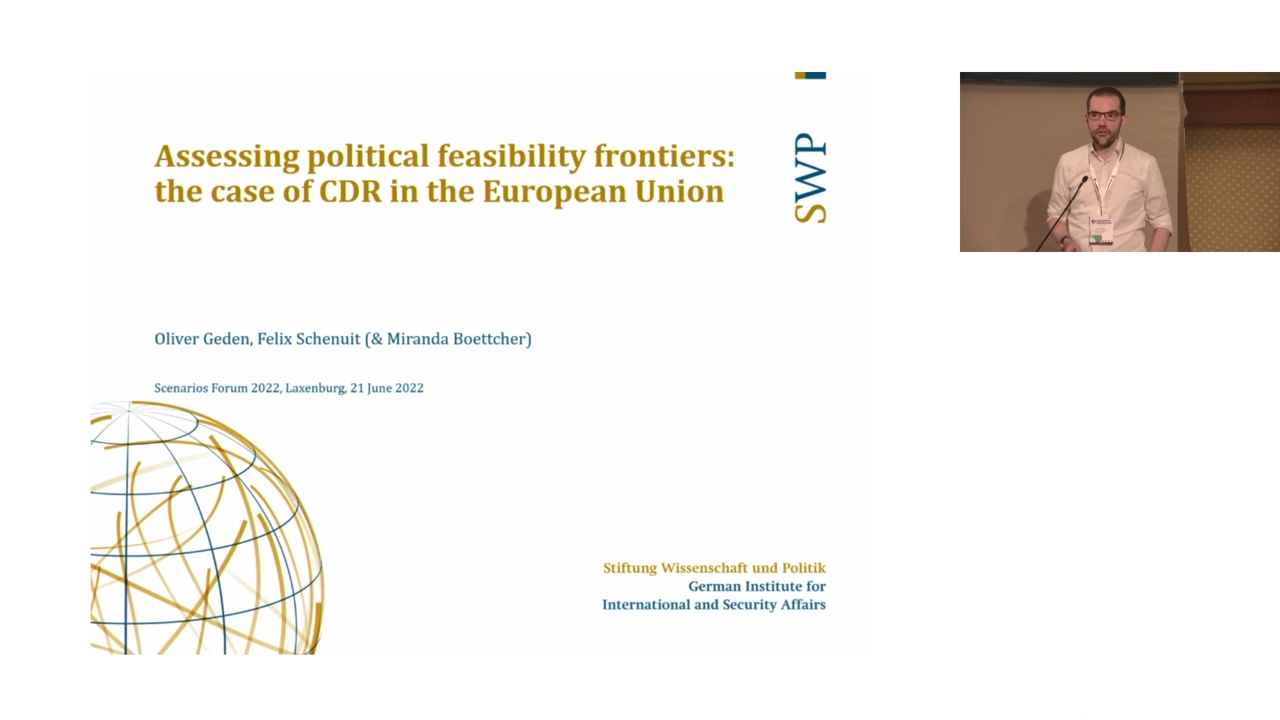 Assessing political feasibility frontiers:
the case of CDR in the European Union
SWP
Oliver Geden, Felix Schenuit (& Miranda Boettcher)
Scenarios Forum 2022, Laxenburg, 21 June 2022
Stiftung Wissenschaft und Politik
German Institute for
International and Security Affairs